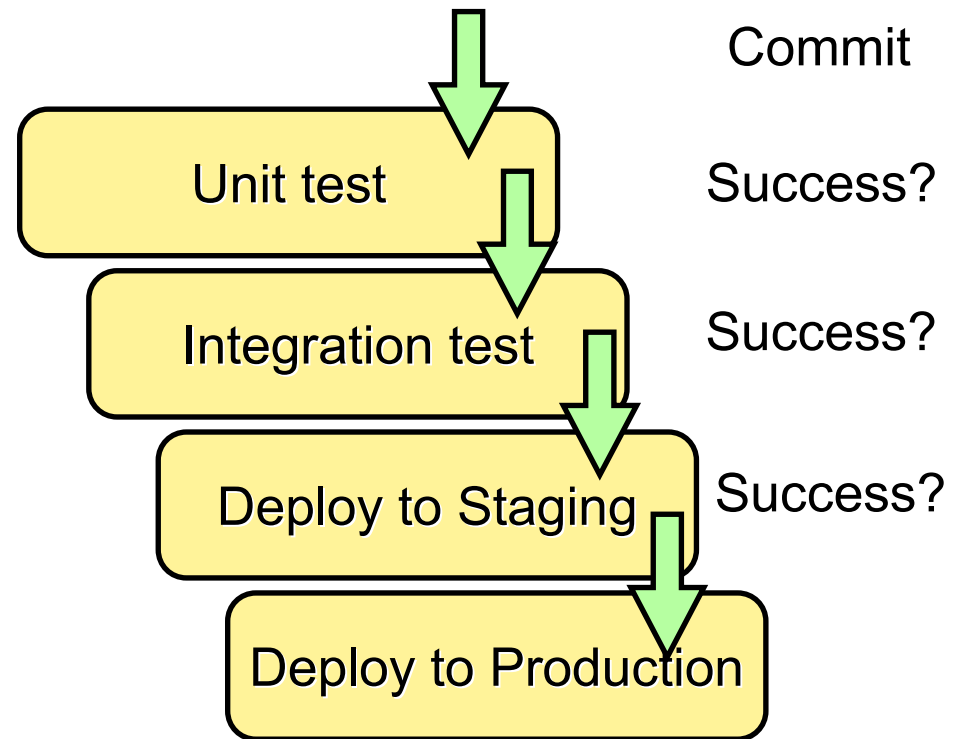 Commit
Unit test
Success?
Integration test
Success?
Deploy to Staging
Success?
Deploy to Production